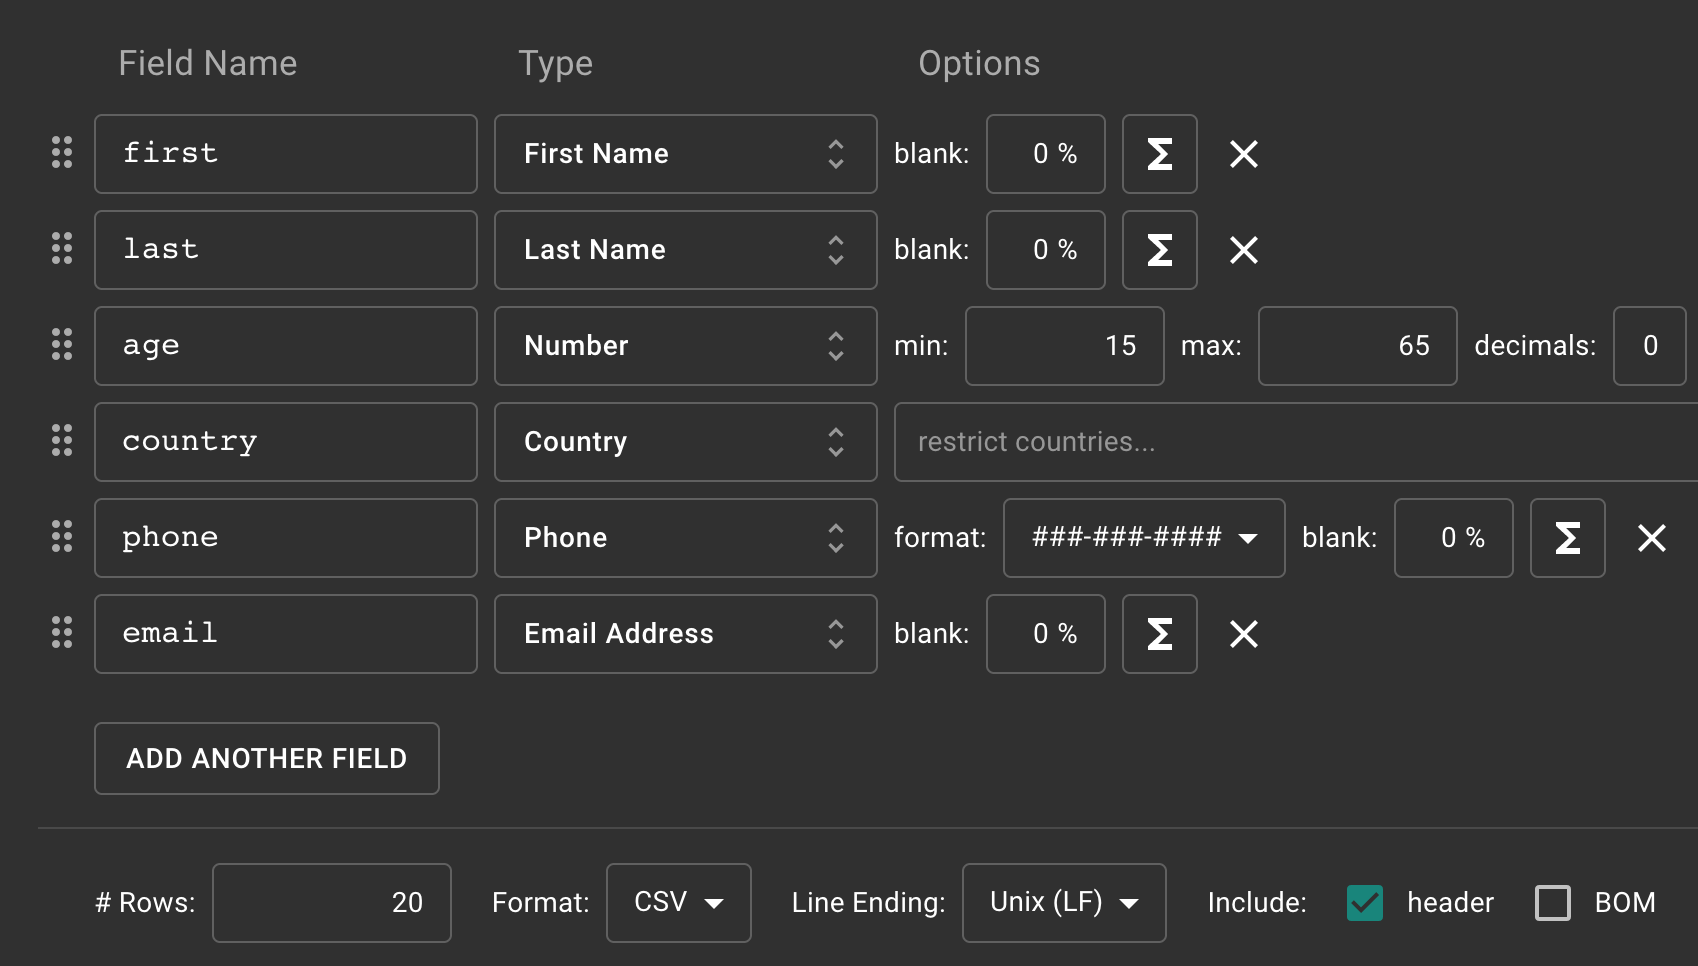 Field Name Type Options
first First Name blank: 0 %
last Last Name blank: 0 %
age Number min: 15 max: 65 decimals: 0
country Country restrict countries...
phone Phone format: ###-###-#### blank: 0 %
email Email Address blank: 0 %
ADD ANOTHER FIELD
# Rows: 20 Format: CSV Line Ending: Unix (LF) Include: header BOM